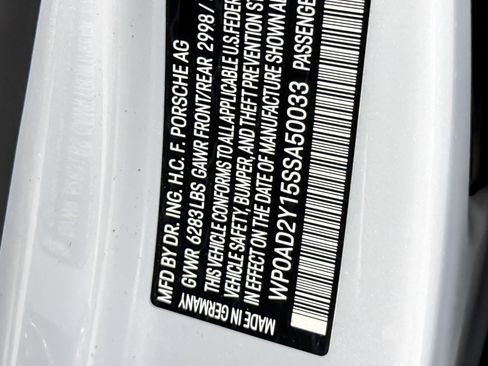 MFD BY DR. ING. H.C. F. PORSCHE AG
GVWR 6283 LBS GAWR FRONT/REAR 2998/
THIS VEHICLE CONFORMS TO ALL APPLICABLE U.S. FEDER
VEHICLE SAFETY, BUMPER, AND THEFT PREVENTION ST
IN EFFECT ON THE DATE OF MANUFACTURE SHOWN A
WP0AD2Y15SSA50033 PASSENGE
MADE IN GERMANY